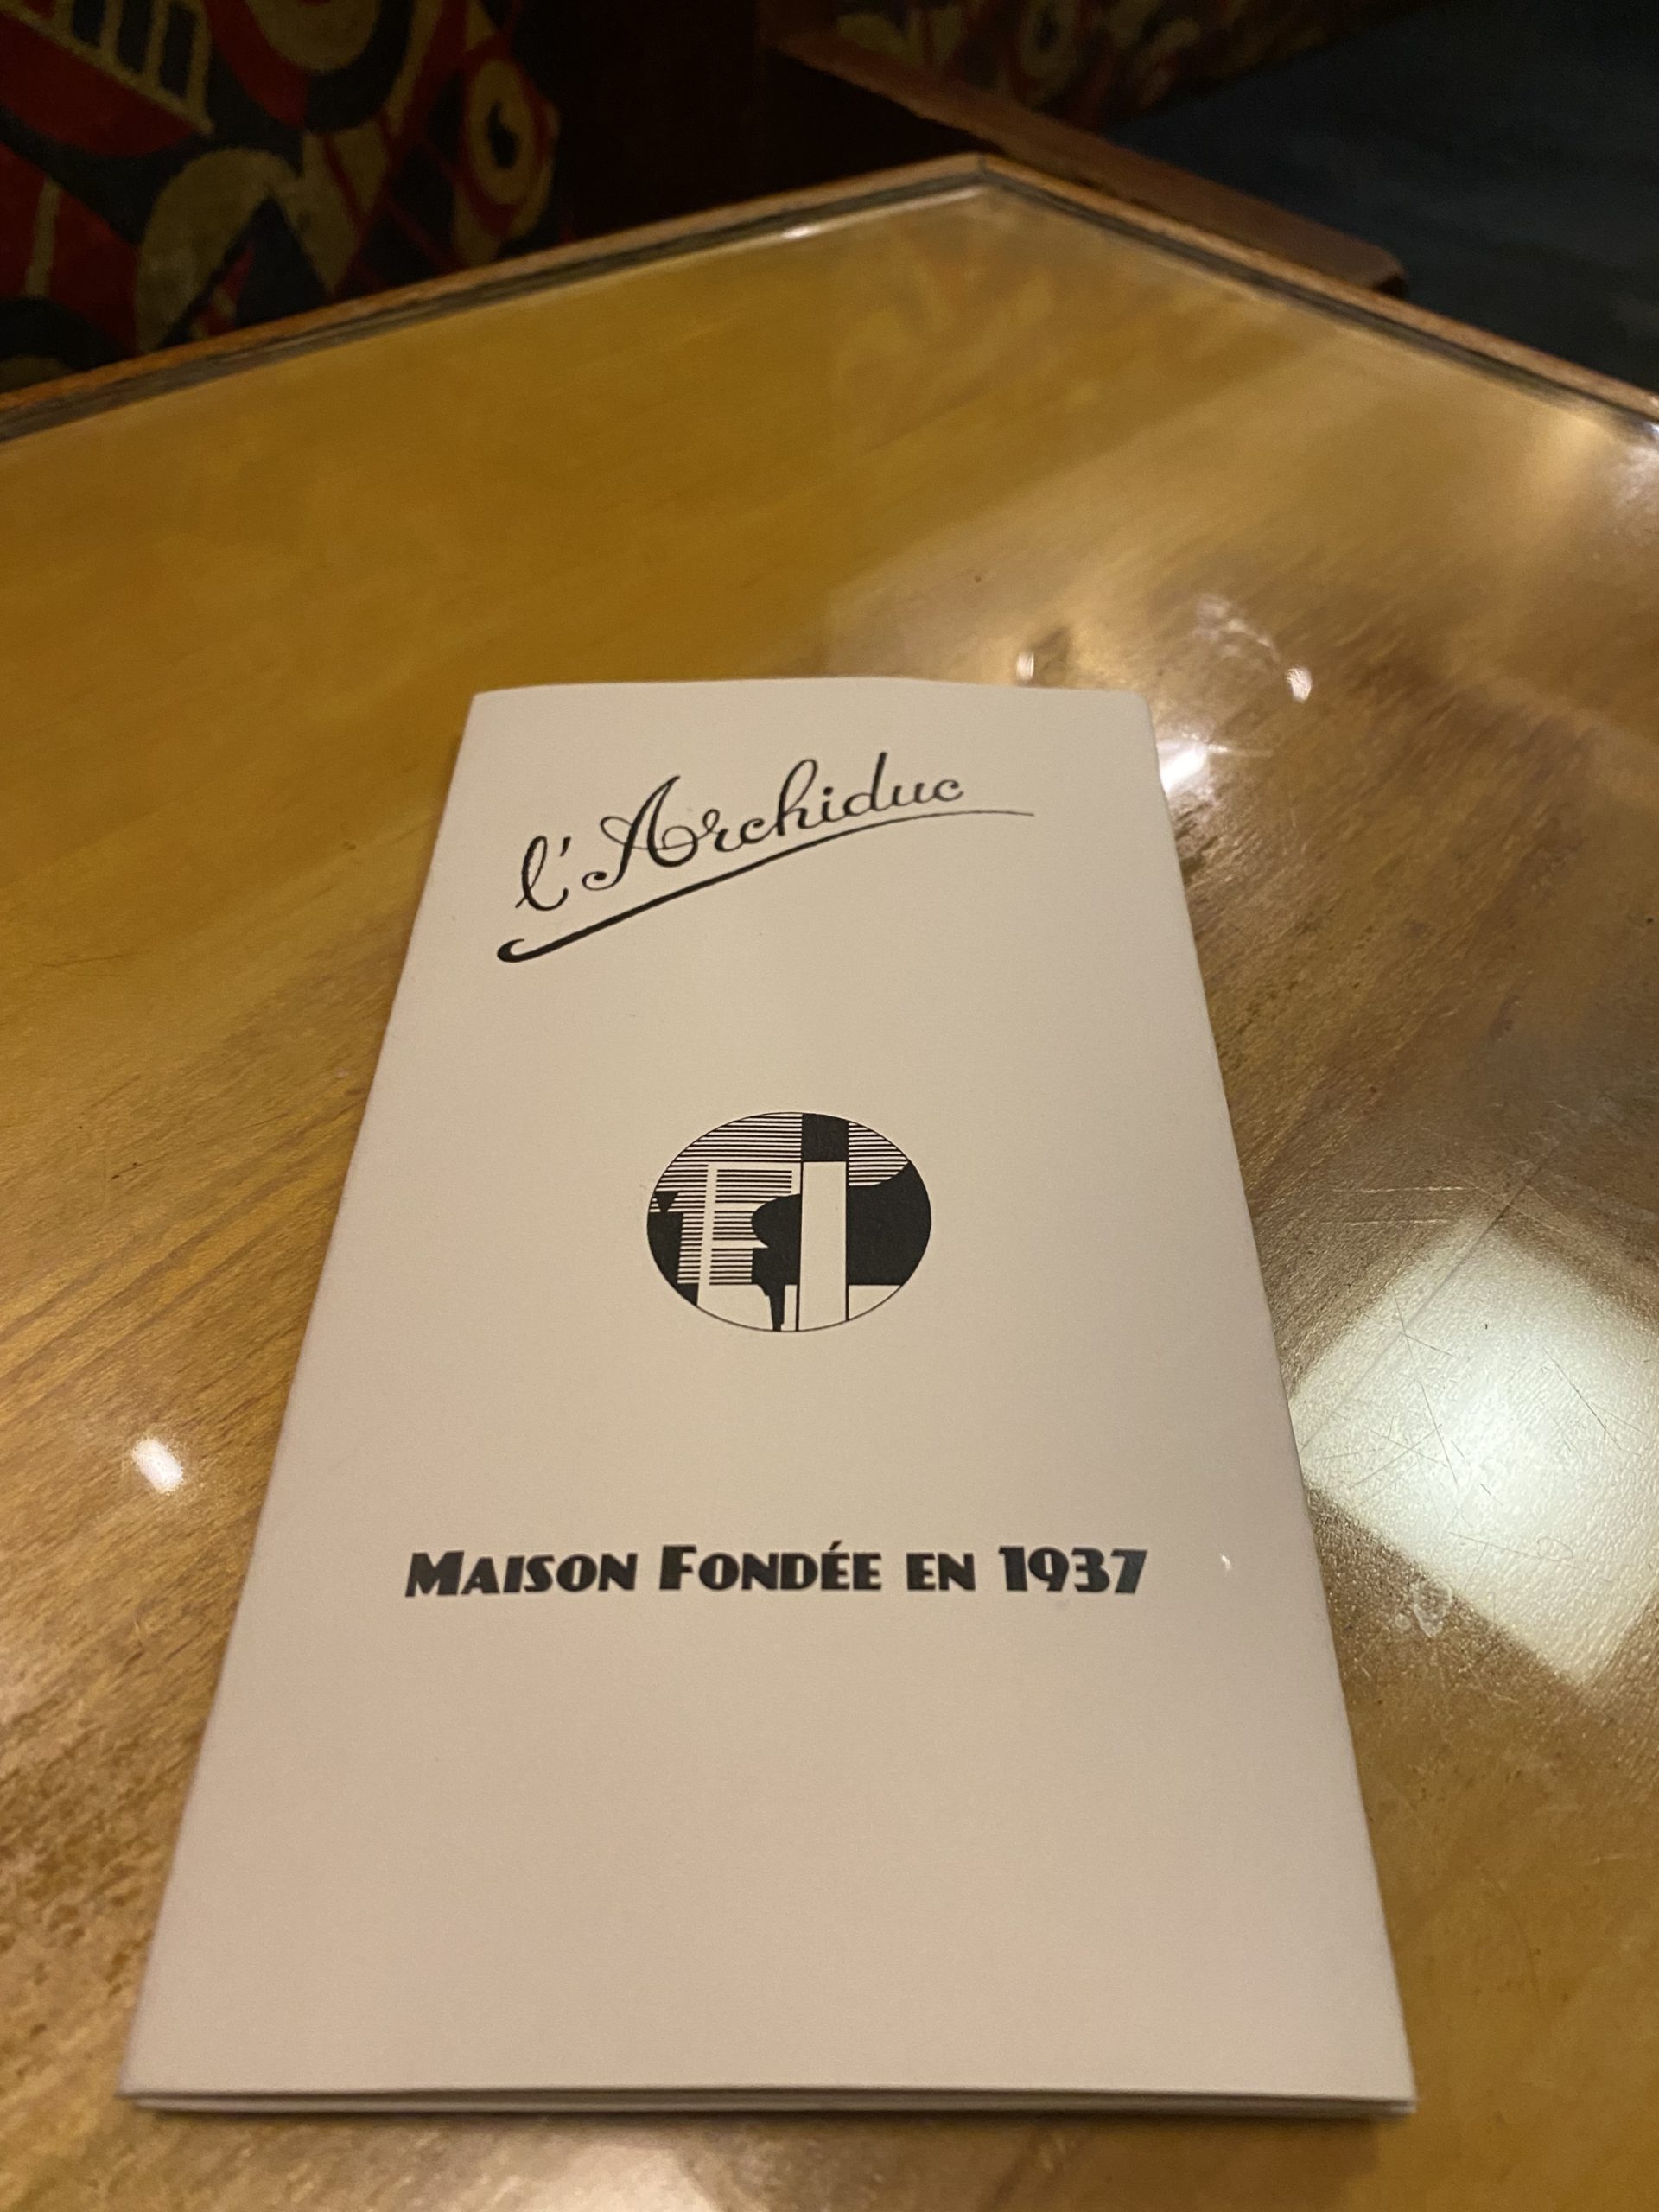 l'Archiduc
Maison Fondée en 1937